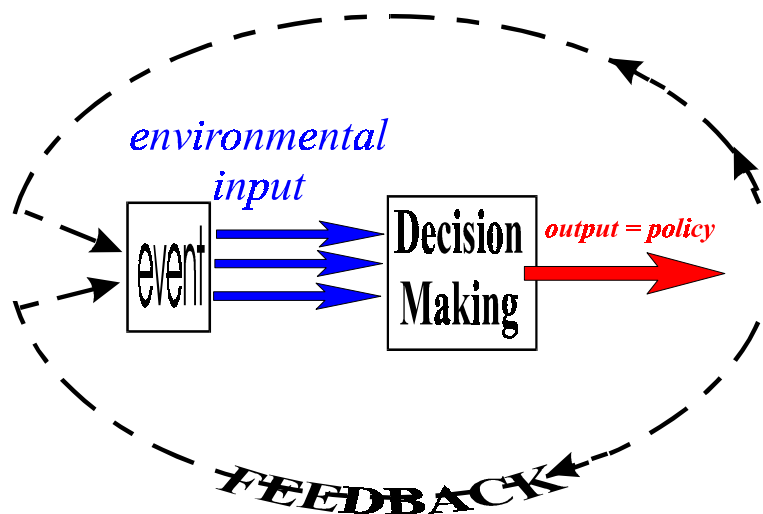 environmental
input
event
Decision
Making
output = policy
FEEDBACK